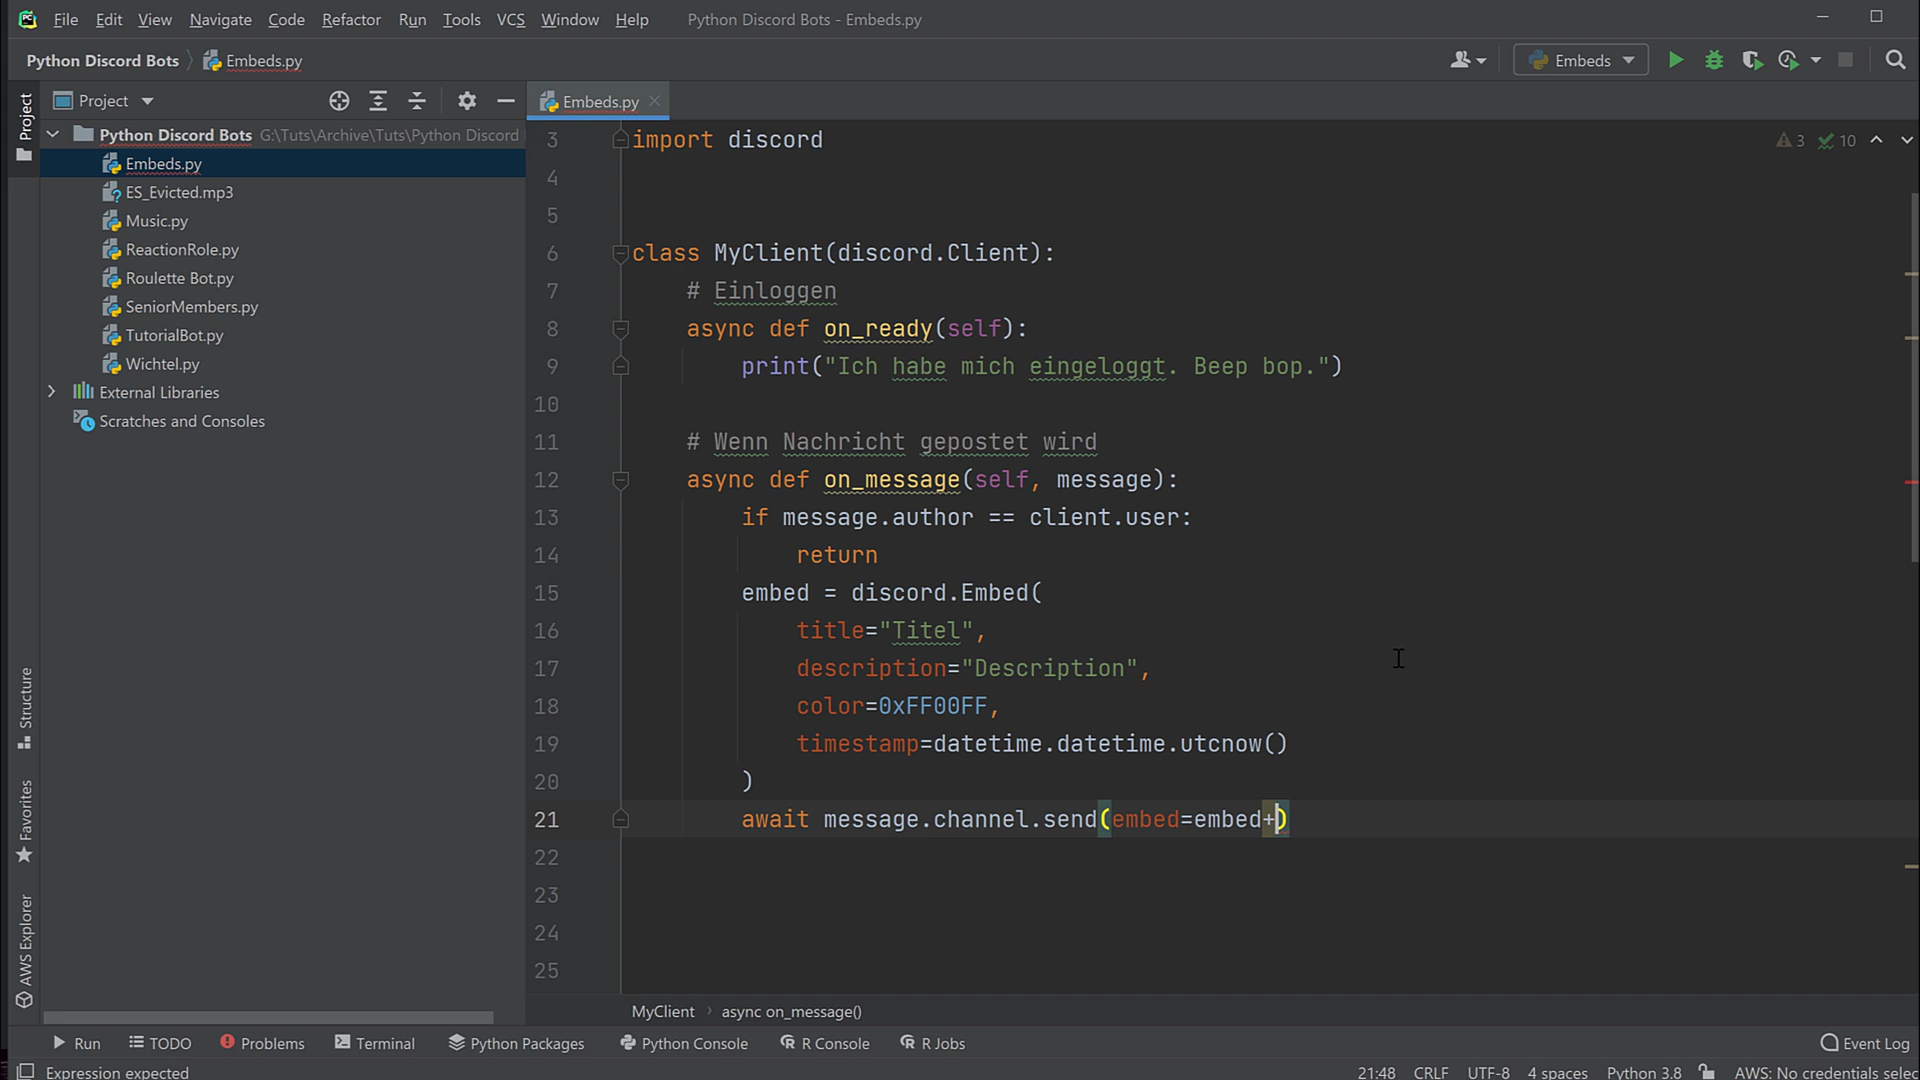 File Edit View Navigate Code Refactor Run Tools VCS Window Help Python Discord Bots - Embeds.py
Python Discord Bots Embeds.py Embeds
Project Project
Embeds.py
Python Discord Bots G:\Tuts\Archive\Tuts\Python Discord
Embeds.py
ES_Evicted.mp3
Music.py
ReactionRole.py
Roulette Bot.py
SeniorMembers.py
TutorialBot.py
Wichtel.py
External Libraries
Scratches and Consoles
Structure
Favorites
AWS Explorer
3 10
3 import discord
4
5
6 class MyClient(discord.Client):
7 # Einloggen
8 async def on_ready(self):
9 print("Ich habe mich eingeloggt. Beep bop.")
10
11 # Wenn Nachricht gepostet wird
12 async def on_message(self, message):
13 if message.author == client.user:
14 return
15 embed = discord.Embed(
16 title="Titel",
17 description="Description",
18 color=0xFF00FF,
19 timestamp=datetime.datetime.utcnow()
20 )
21 await message.channel.send(embed=embed+)
22
23
24
25
MyClient async on_message()
Run TODO Problems Terminal Python Packages Python Console R Console R Jobs Event Log
Expression expected 21:48 CRLF UTF-8 4 spaces Python 3.8 AWS: No credentials selec